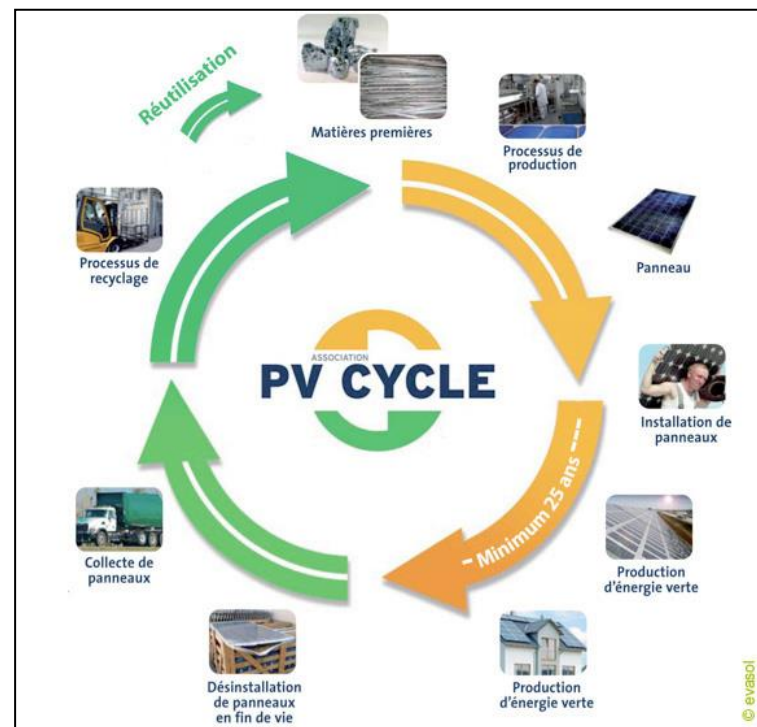 Réutilisation
Matières premières
Processus de
production
Panneau
Installation de
panneaux
Minimum 25 ans
Production
d'énergie verte
Production
d'énergie verte
Désinstallation
de panneaux
en fin de vie
Collecte de
panneaux
Processus de
recyclage
ASSOCIATION
PV CYCLE
© evasol